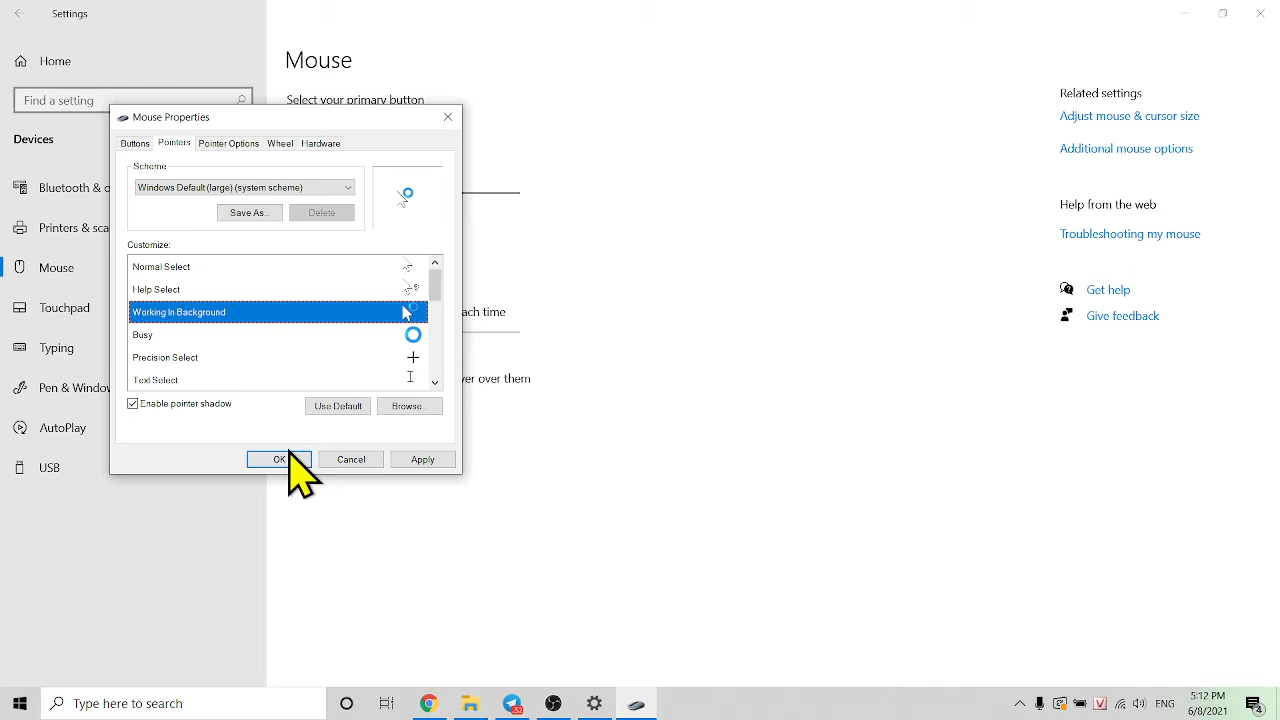 Settings
Home
Find a setting
Devices
Bluetooth & o
Printers & sca
Mouse
Touchpad
Typing
Pen & Window
AutoPlay
USB
Mouse
Select your primary button
ach time
ver over them
Mouse Properties
Buttons
Pointers
Pointer Options
Wheel
Hardware
Scheme
Windows Default (large) (system scheme)
Save As...
Delete
Customize:
Normal Select
Help Select
Working In Background
Busy
Precision Select
Text Select
Enable pointer shadow
Use Default
Browse...
OK
Cancel
Apply
Related settings
Adjust mouse & cursor size
Additional mouse options
Help from the web
Troubleshooting my mouse
Get help
Give feedback
Type here to search
ENG
5:12 PM
6/8/2021
4